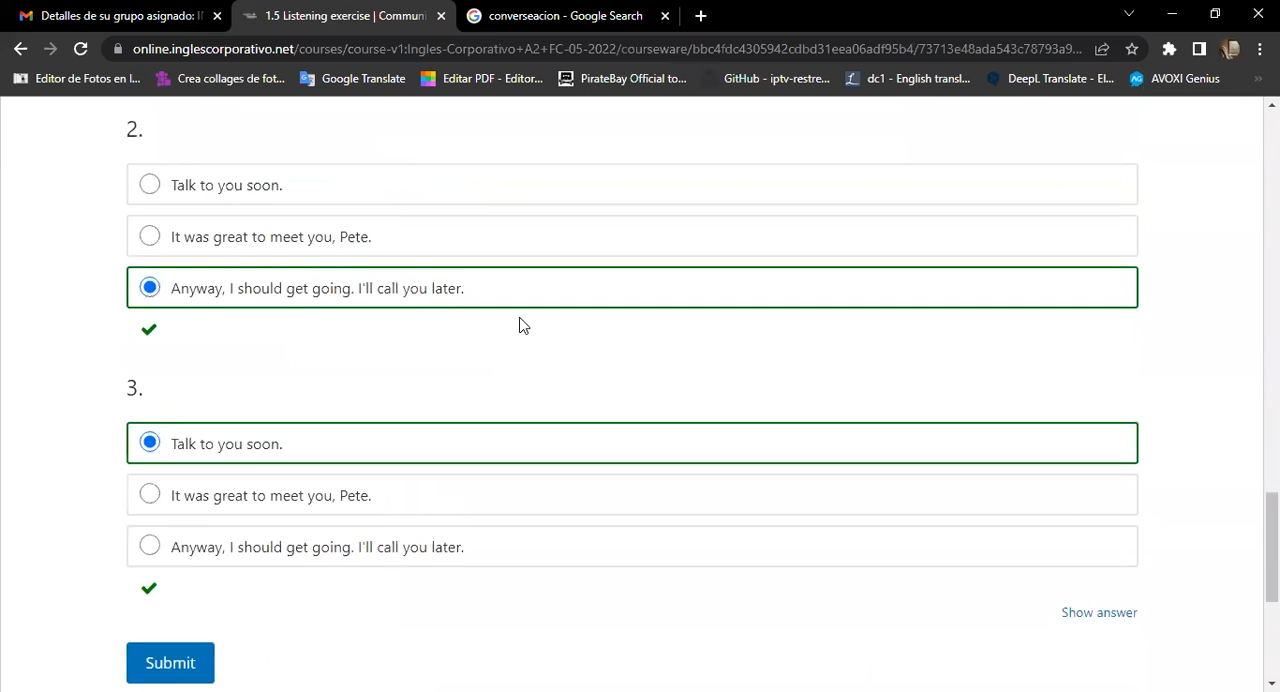 Detalles de su grupo asignado: I
1.5 Listening exercise | Communi
converseacion - Google Search
online.inglescorporativo.net/courses/course-v1:Ingles-Corporativo+A2+FC-05-2022/courseware/bbc4fdc4305942cdbd31eea06adf95b4/73713e48ada543c78793a9...
Editor de Fotos en l...
Crea collages de fot...
Google Translate
Editar PDF - Editor...
PirateBay Official to...
GitHub - iptv-restre...
dc1 - English transl...
DeepL Translate - El...
AVOXI Genius
2.
Talk to you soon.
It was great to meet you, Pete.
Anyway, I should get going. I'll call you later.
3.
Talk to you soon.
It was great to meet you, Pete.
Anyway, I should get going. I'll call you later.
Show answer
Submit